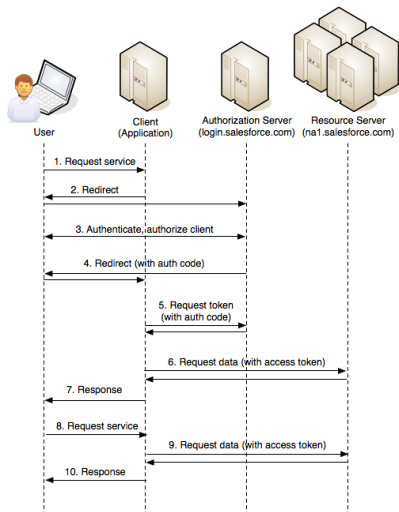 User
Client
(Application)
Authorization Server
(login.salesforce.com)
Resource Server
(na1.salesforce.com)
1. Request service
2. Redirect
3. Authenticate, authorize client
4. Redirect (with auth code)
5. Request token
(with auth code)
6. Request data (with access token)
7. Response
8. Request service
9. Request data (with access token)
10. Response